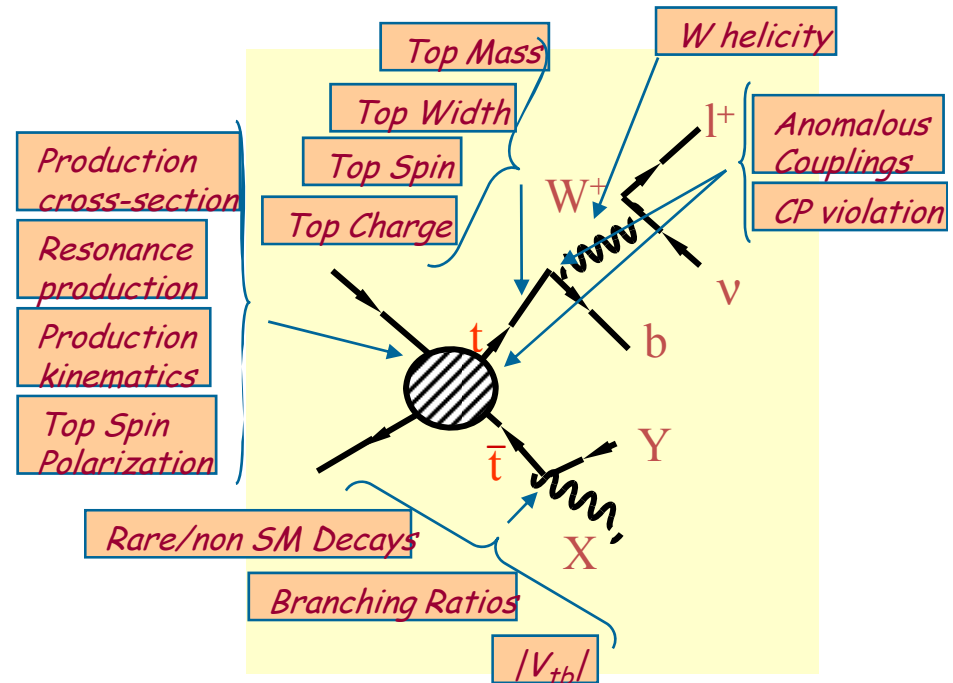 Top Mass
W helicity
Top Width
Top Spin
Top Charge
Production
cross-section
Resonance
production
Production
kinematics
Top Spin
Polarization
Anomalous
Couplings
CP violation
l⁺
W⁺
ν
b
t
t̄
Y
X
Rare/non SM Decays
Branching Ratios
|V_tb|